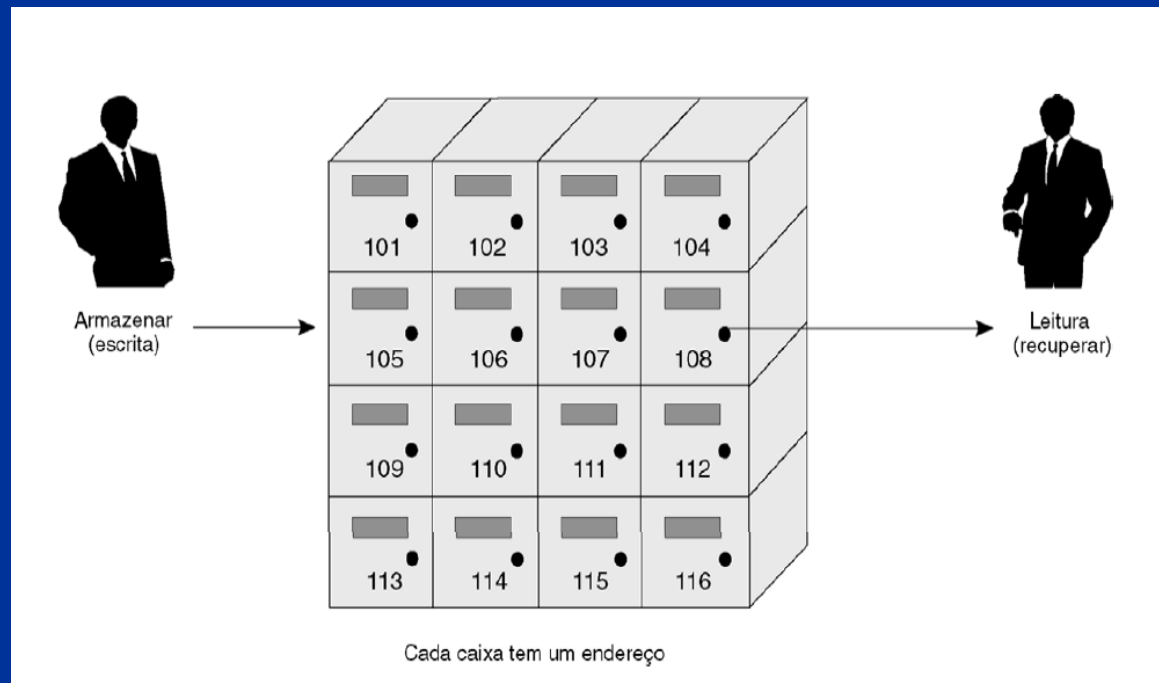 101 102 103 104
Armazenar
(escrita)
105 106 107 108
Leitura
(recuperar)
109 110 111 112
113 114 115 116
Cada caixa tem um endereço